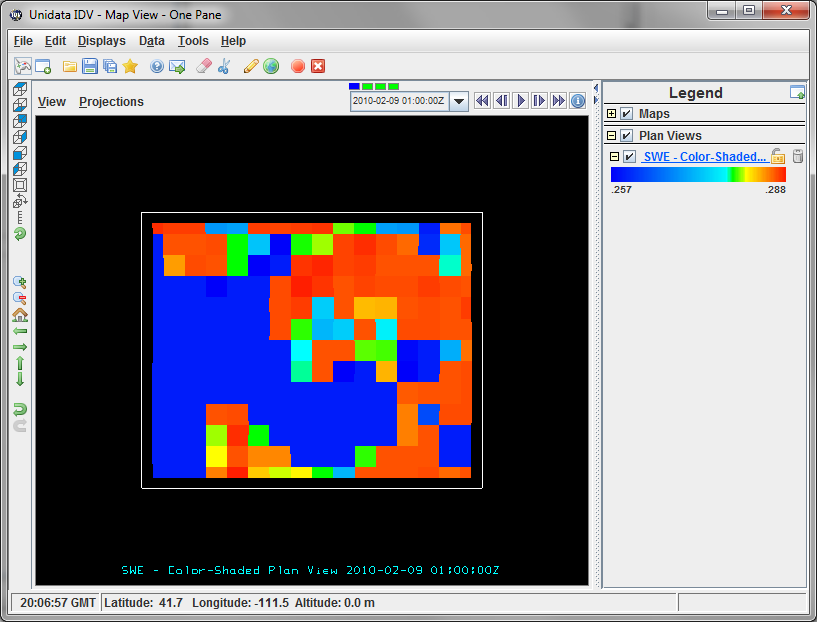 Unidata IDV - Map View - One Pane
File Edit Displays Data Tools Help
View Projections
2010-02-09 01:00:00Z
Legend
Maps
Plan Views
SWE - Color-Shaded...
.257 .288
SWE - Color-Shaded Plan View 2010-02-09 01:00:00Z
20:06:57 GMT Latitude: 41.7 Longitude: -111.5 Altitude: 0.0 m